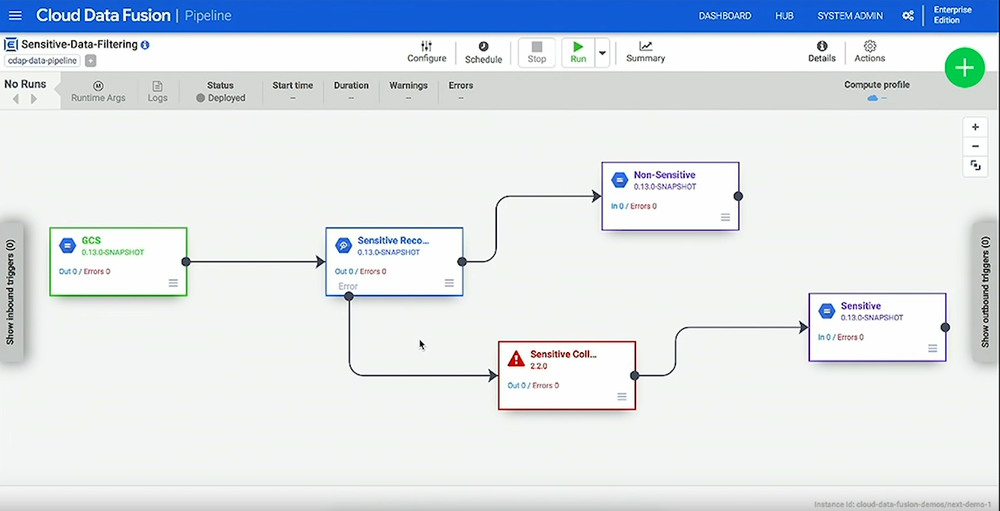 Cloud Data Fusion | Pipeline
DASHBOARD
HUB
SYSTEM ADMIN
Enterprise
Edition
Sensitive-Data-Filtering
cdap-data-pipeline
+
Configure
Schedule
Stop
Run
Summary
Details
Actions
No Runs
Runtime Args
Logs
Status
Deployed
Start time
--
Duration
--
Warnings
--
Errors
--
Compute profile
--
Show inbound triggers (0)
Show outbound triggers (0)
Non-Sensitive
0.13.0-SNAPSHOT
In 0 / Errors 0
GCS
0.13.0-SNAPSHOT
Out 0 / Errors 0
Sensitive Reco...
0.13.0-SNAPSHOT
Out 0 / Errors 0
Error
Sensitive
0.13.0-SNAPSHOT
In 0 / Errors 0
Sensitive Coll...
2.2.0
Out 0 / Errors 0
Instance Id: cloud-data-fusion-demos/next-demo-1